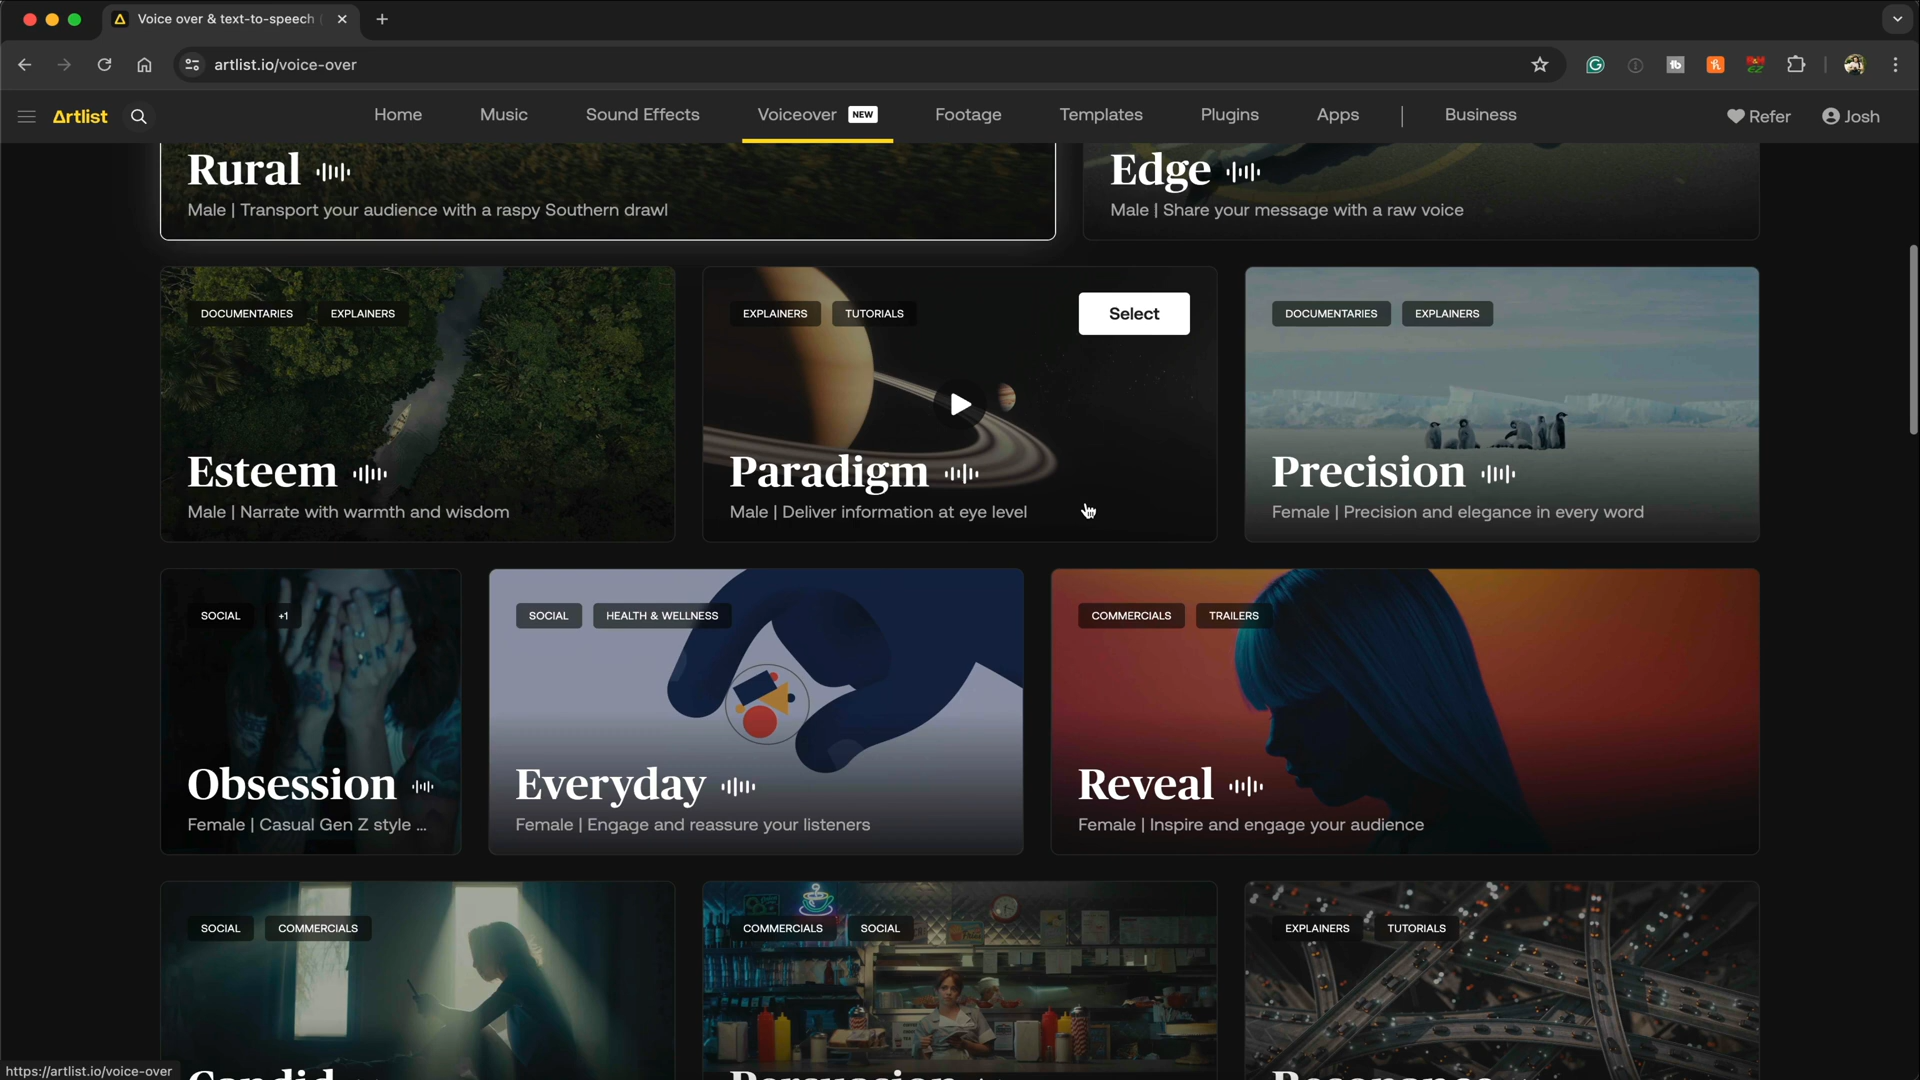 Voice over & text-to-speech
artlist.io/voice-over
Artlist
Home
Music
Sound Effects
Voiceover NEW
Footage
Templates
Plugins
Apps
Business
Refer
Josh
Rural
Male | Transport your audience with a raspy Southern drawl
Edge
Male | Share your message with a raw voice
DOCUMENTARIES EXPLAINERS
Esteem
Male | Narrate with warmth and wisdom
EXPLAINERS TUTORIALS
Select
Paradigm
Male | Deliver information at eye level
DOCUMENTARIES EXPLAINERS
Precision
Female | Precision and elegance in every word
SOCIAL +1
Obsession
Female | Casual Gen Z style ...
SOCIAL HEALTH & WELLNESS
Everyday
Female | Engage and reassure your listeners
COMMERCIALS TRAILERS
Reveal
Female | Inspire and engage your audience
SOCIAL COMMERCIALS
Candid
COMMERCIALS SOCIAL
Persuasion
EXPLAINERS TUTORIALS
Resonance
https://artlist.io/voice-over